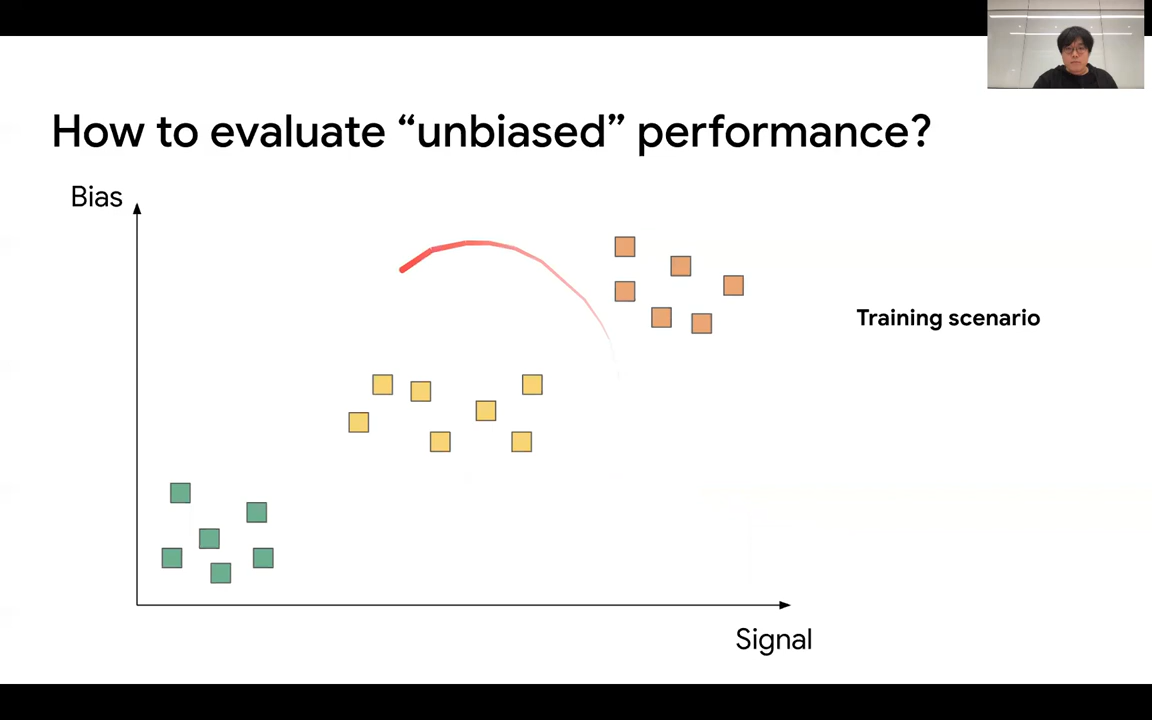 How to evaluate “unbiased” performance?
Bias
Training scenario
Signal